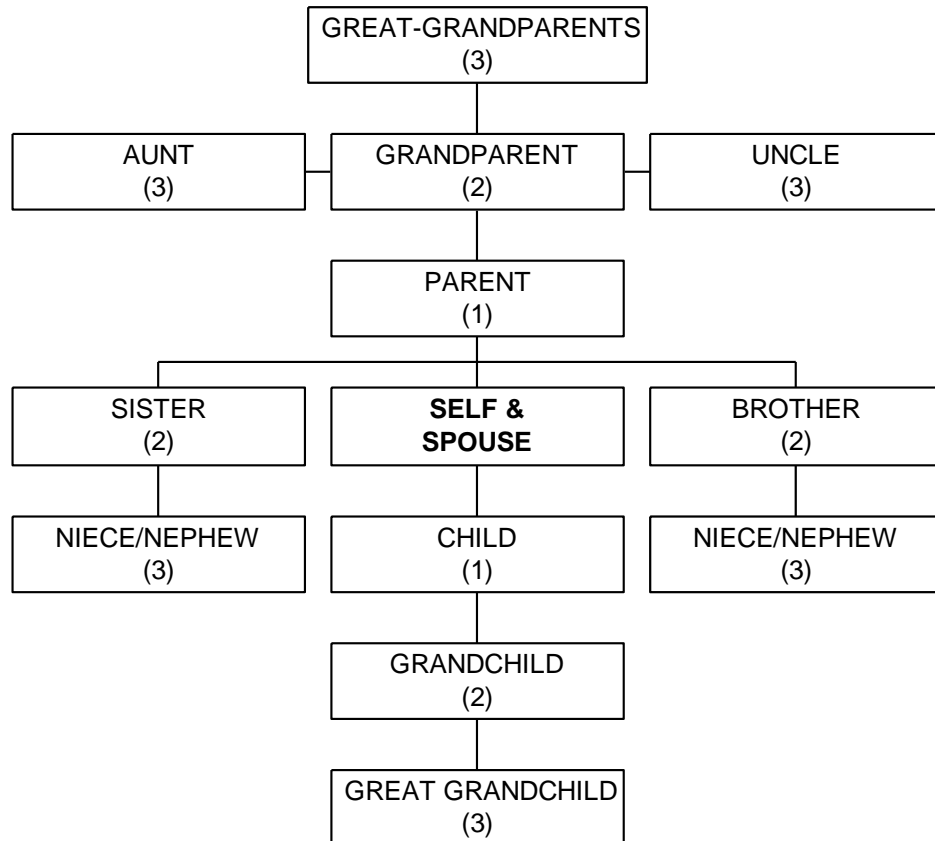 GREAT-GRANDPARENTS
(3)
AUNT
(3)
GRANDPARENT
(2)
UNCLE
(3)
PARENT
(1)
SISTER
(2)
SELF &
SPOUSE
BROTHER
(2)
NIECE/NEPHEW
(3)
CHILD
(1)
NIECE/NEPHEW
(3)
GRANDCHILD
(2)
GREAT GRANDCHILD
(3)